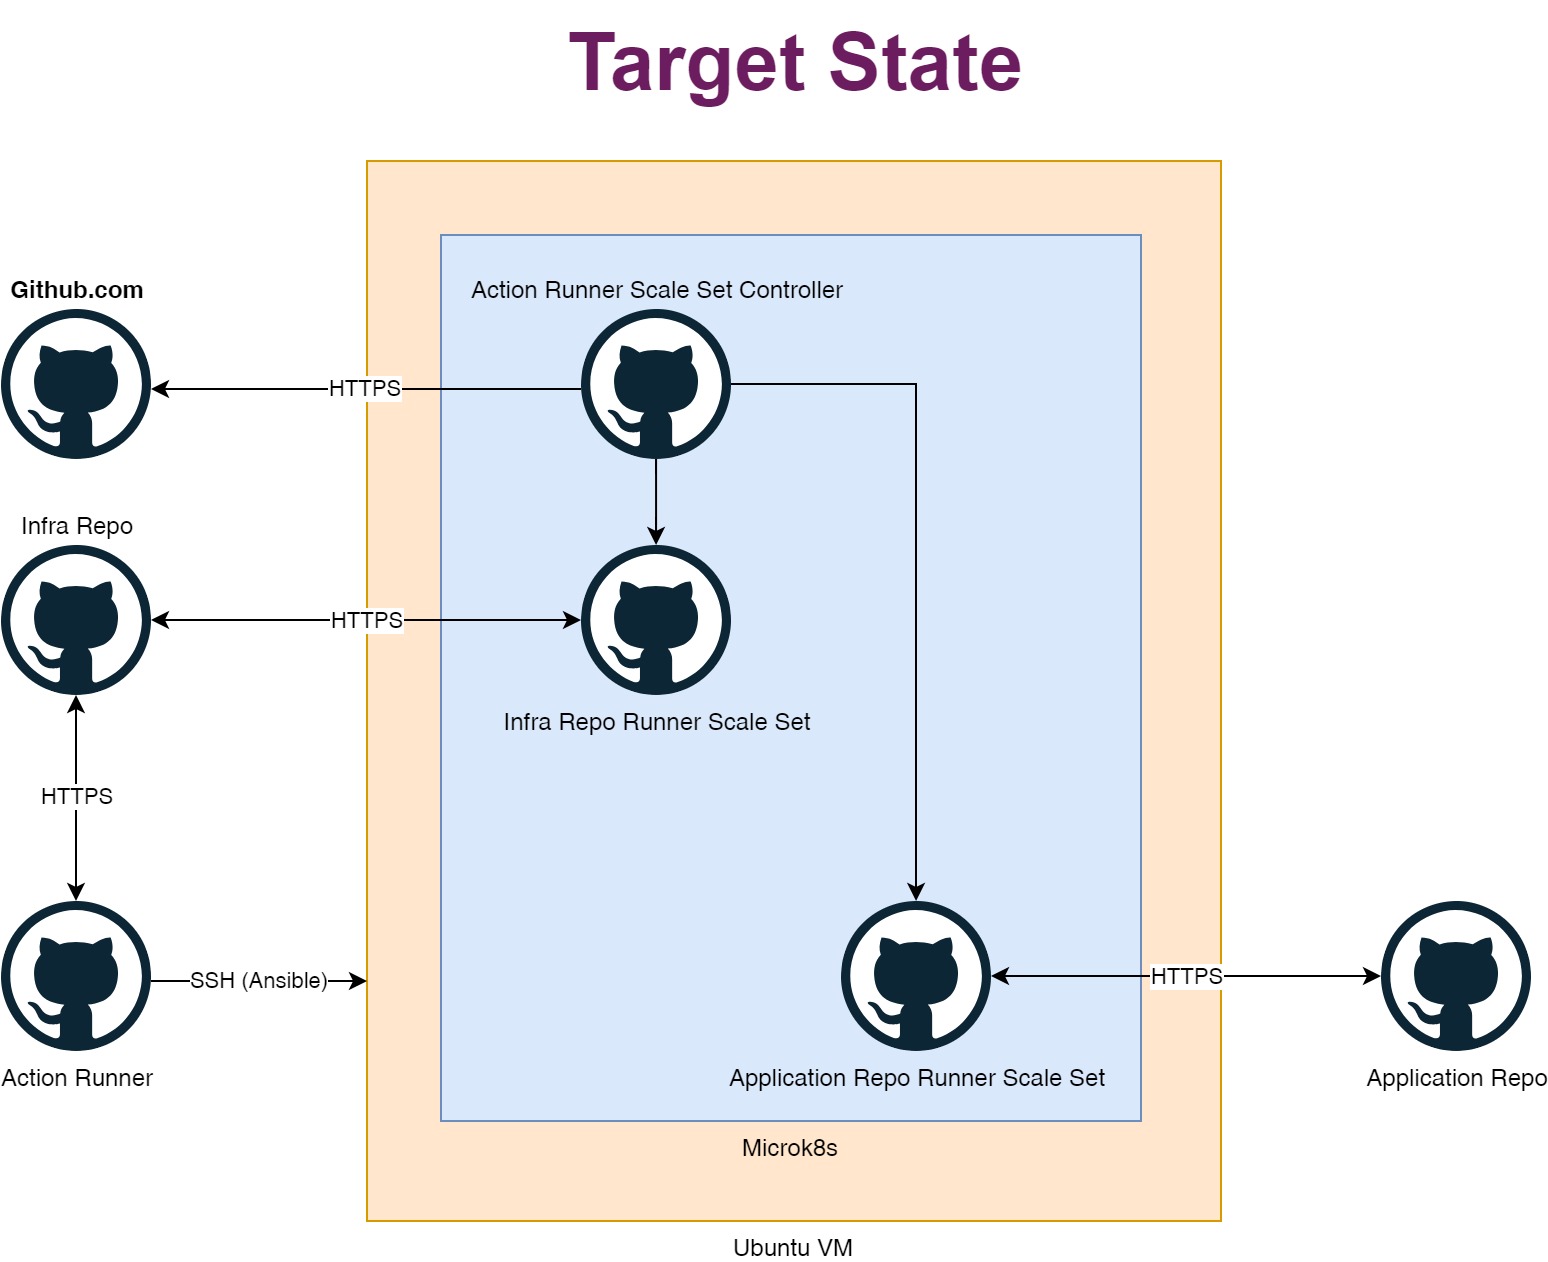 Target State
Github.com
Action Runner Scale Set Controller
HTTPS
Infra Repo
HTTPS
Infra Repo Runner Scale Set
HTTPS
SSH (Ansible)
HTTPS
Action Runner
Application Repo Runner Scale Set
Application Repo
Microk8s
Ubuntu VM